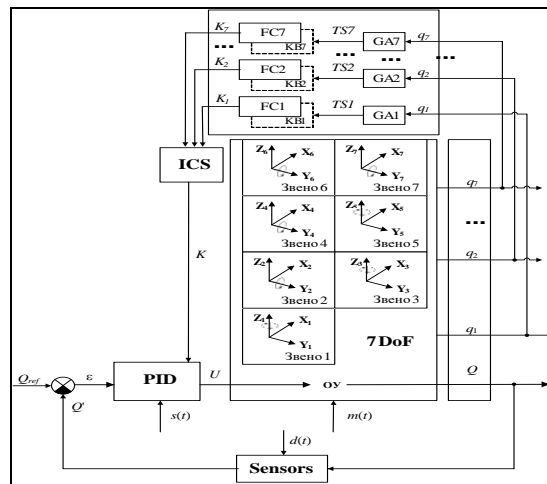 K7 FC7 TS7 GA7 q7
KB7
... ... ... ...
K2 FC2 TS2 GA2 q2
KB2
K1 FC1 TS1 GA1 q1
KB1
ICS
Z6 X6 Y6 Звено 6
Z7 X7 Y7 Звено 7
q7
Z4 X4 Y4 Звено 4
Z5 X5 Y5 Звено 5
...
K
Z2 X2 Y2 Звено 2
Z3 X3 Y3 Звено 3
q2
Z1 X1 Y1 Звено 1
7DoF
q1
Qref ε PID U ОУ Q
Q'
s(t) m(t)
d(t)
Sensors